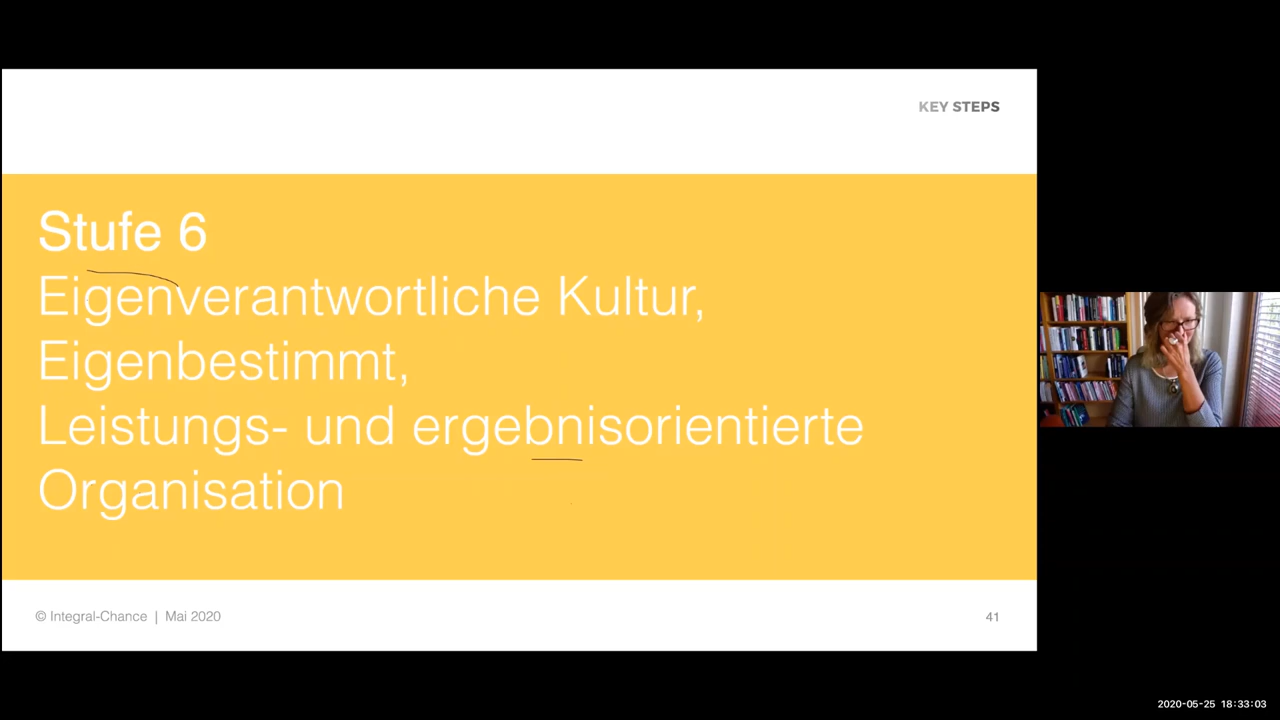 KEY STEPS
Stufe 6
Eigenverantwortliche Kultur,
Eigenbestimmt,
Leistungs- und ergebnisorientierte
Organisation
© Integral-Chance | Mai 2020
41
2020-05-25 18:33:03